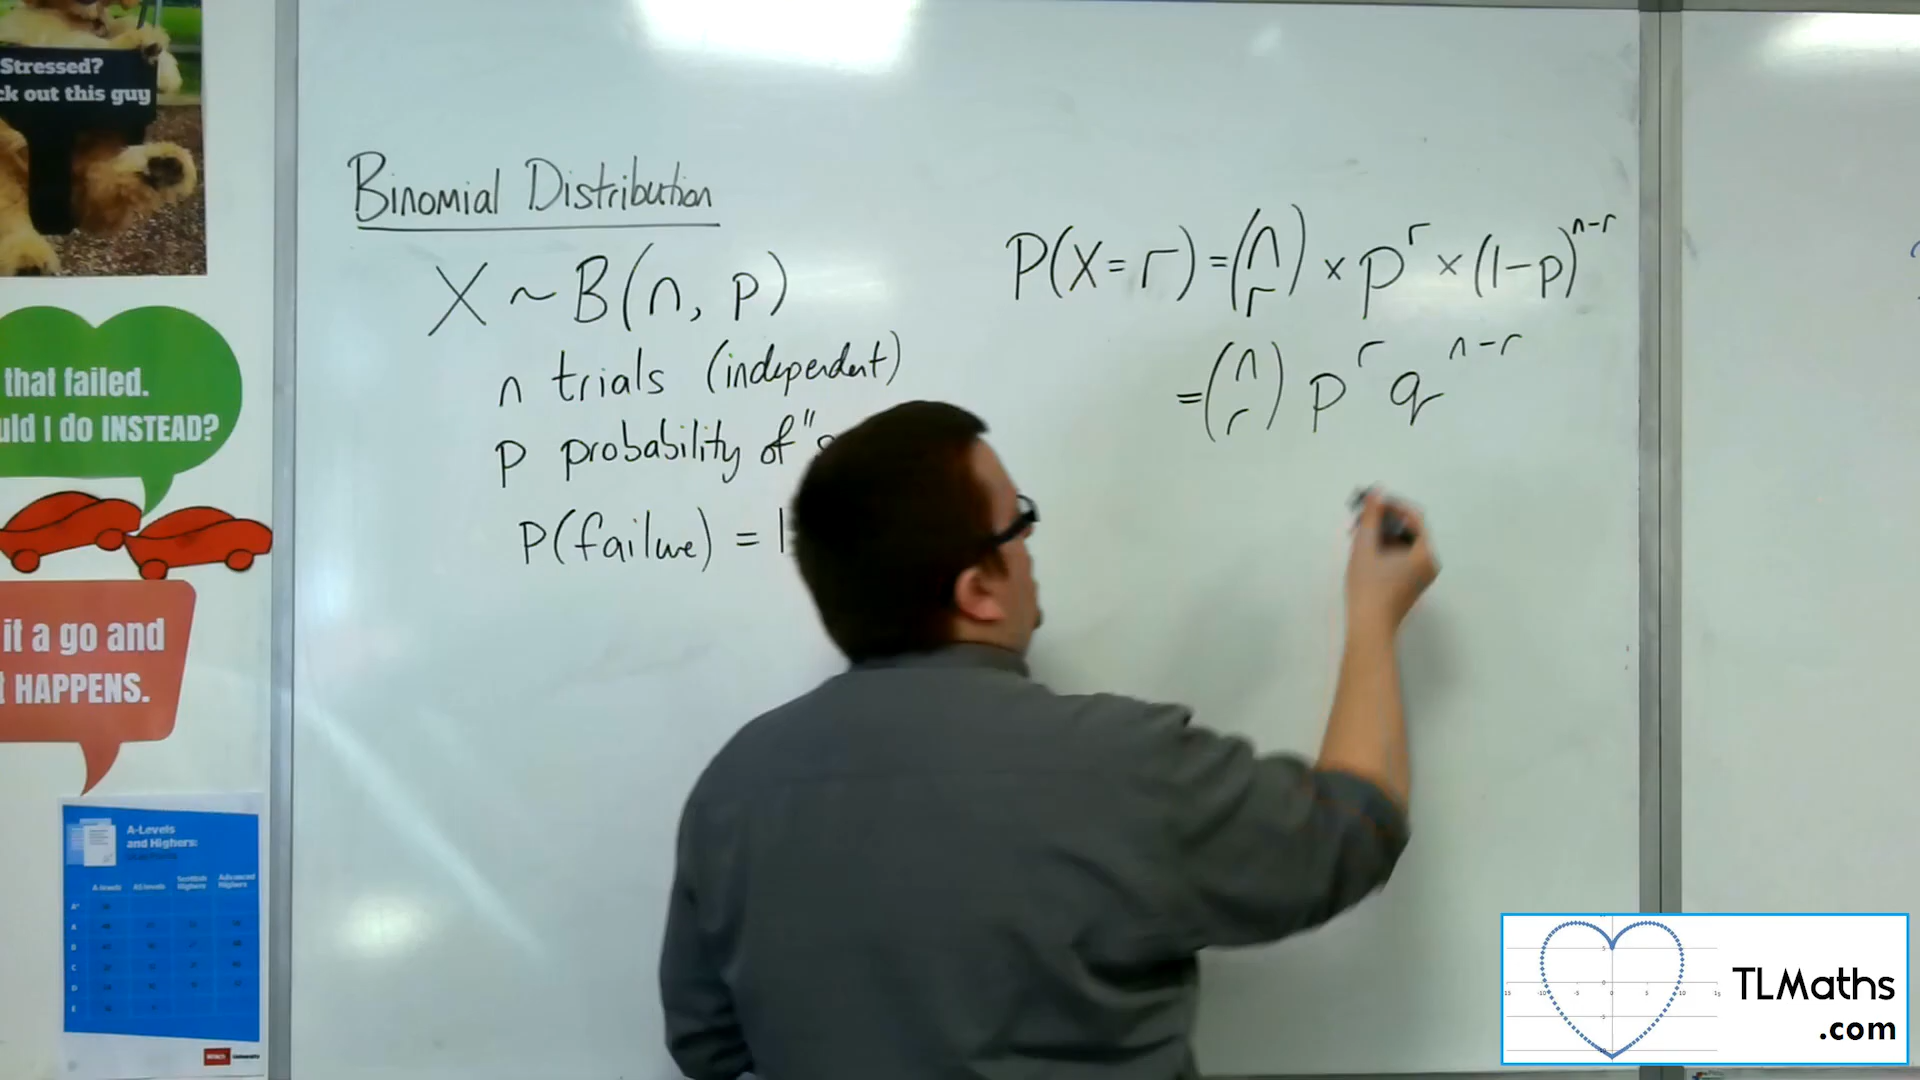 Stressed?
ck out this guy
that failed.
uld I do INSTEAD?
it a go and
t HAPPENS.
A-Levels
and Highers:
Binomial Distribution
X ~ B(n, p)
n trials (independent)
p probability of "
P(failure) = 1
P(X=r) = (n r) × p^r × (1-p)^n-r
= (n r) p^r q^n-r
TLMaths
.com